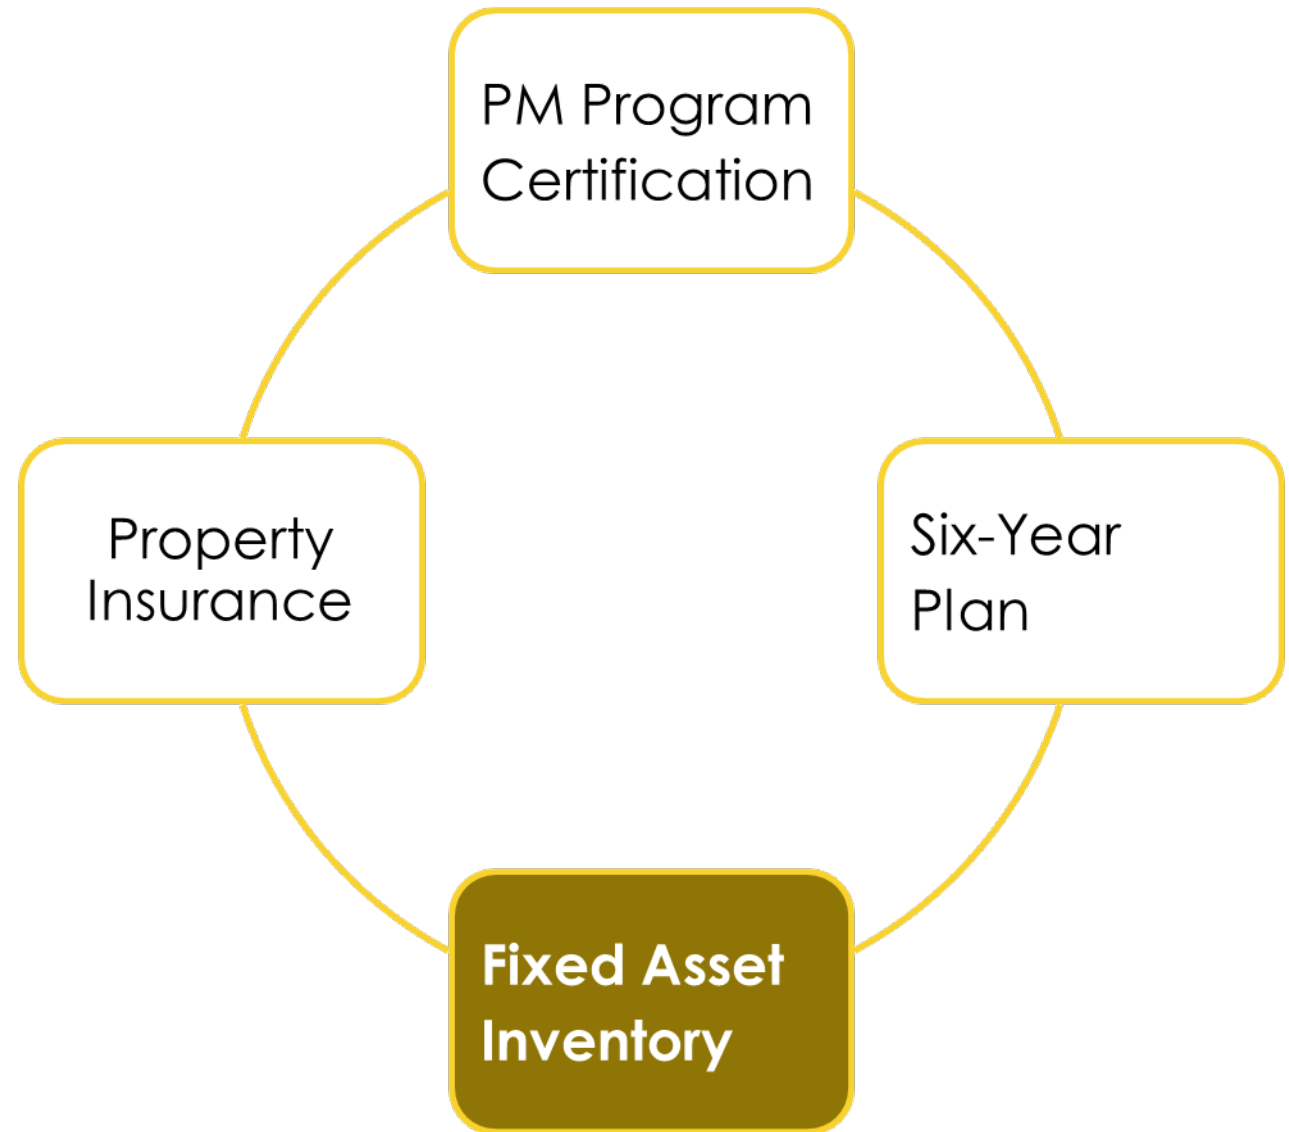 PM Program
Certification
Property
Insurance
Six-Year
Plan
Fixed Asset
Inventory